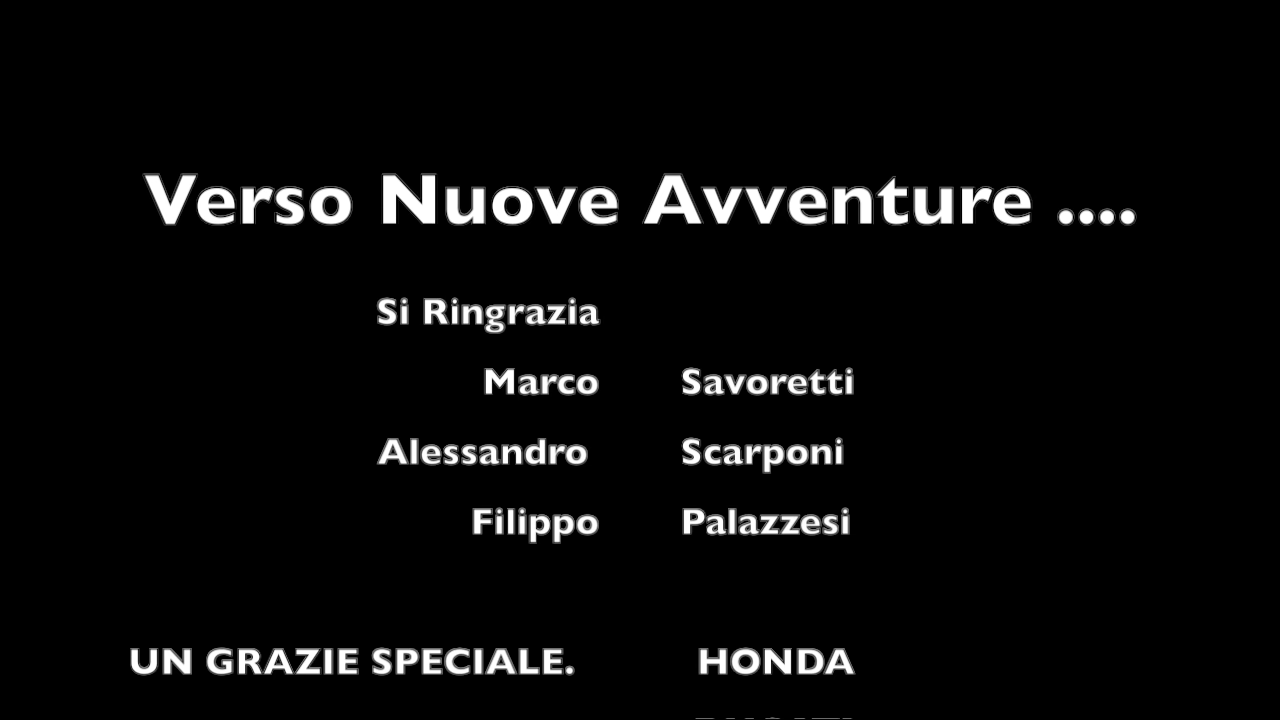 Verso Nuove Avventure ....
Si Ringrazia
Marco Savoretti
Alessandro Scarponi
Filippo Palazzesi
UN GRAZIE SPECIALE. HONDA